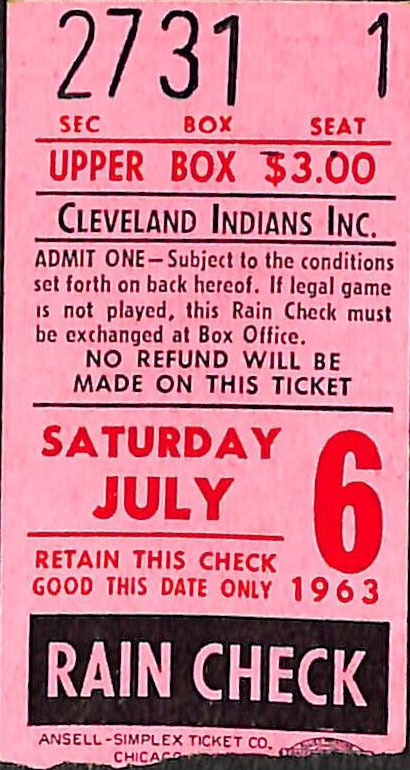 27 31 1
SEC BOX SEAT
UPPER BOX $3.00
CLEVELAND INDIANS INC.
ADMIT ONE—Subject to the conditions
set forth on back hereof. If legal game
is not played, this Rain Check must
be exchanged at Box Office.
NO REFUND WILL BE
MADE ON THIS TICKET
SATURDAY
JULY 6
RETAIN THIS CHECK
GOOD THIS DATE ONLY 1963
RAIN CHECK
ANSELL-SIMPLEX TICKET CO.
CHICAGO